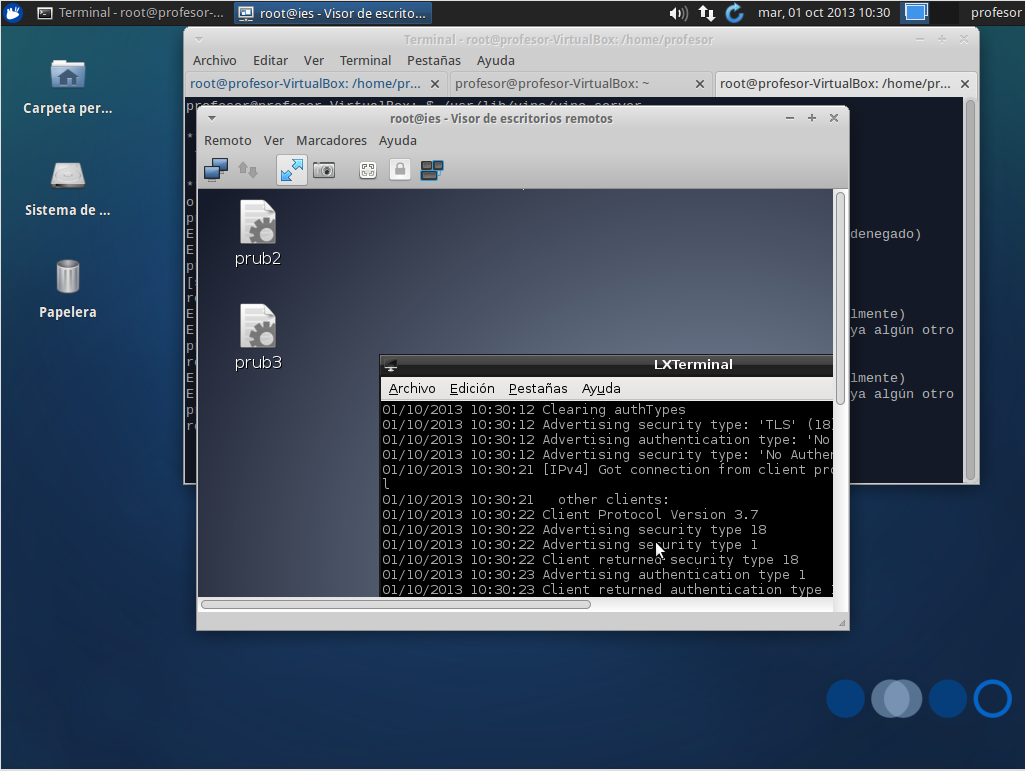 Terminal - root@profesor-...
root@ies - Visor de escrito...
mar, 01 oct 2013 10:30
profesor
Terminal - root@profesor-VirtualBox: /home/profesor
Archivo Editar Ver Terminal Pestañas Ayuda
root@profesor-VirtualBox: /home/pr...
profesor@profesor-VirtualBox: ~
root@profesor-VirtualBox: /home/pr...
Carpeta per...
Sistema de ...
Papelera
root@ies - Visor de escritorios remotos
Remoto Ver Marcadores Ayuda
prub2
prub3
denegado)
lmente)
ya algún otro
lmente)
ya algún otro
LXTerminal
Archivo Edición Pestañas Ayuda
01/10/2013 10:30:12 Clearing authTypes
01/10/2013 10:30:12 Advertising security type: 'TLS' (18)
01/10/2013 10:30:12 Advertising authentication type: 'No
01/10/2013 10:30:12 Advertising security type: 'No Authen
01/10/2013 10:30:21 [IPv4] Got connection from client pro
l
01/10/2013 10:30:21 other clients:
01/10/2013 10:30:22 Client Protocol Version 3.7
01/10/2013 10:30:22 Advertising security type 18
01/10/2013 10:30:22 Advertising security type 1
01/10/2013 10:30:22 Client returned security type 18
01/10/2013 10:30:23 Advertising authentication type 1
01/10/2013 10:30:23 Client returned authentication type